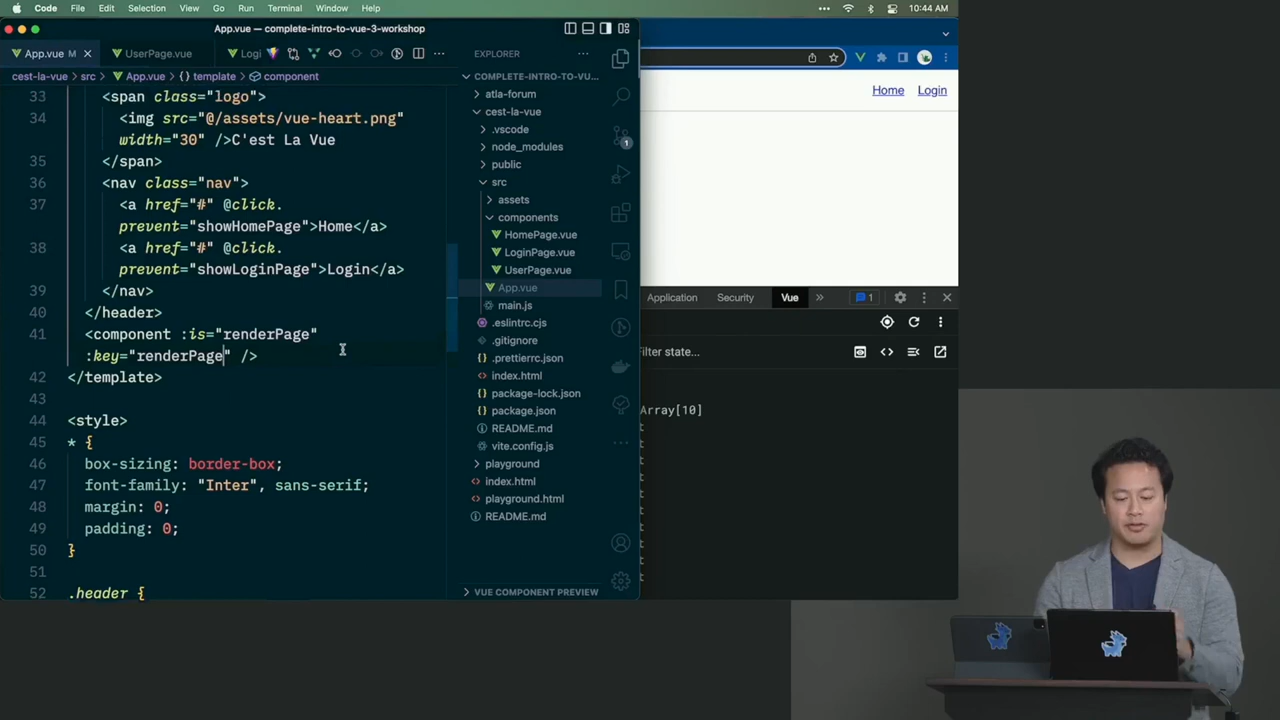 Code File Edit Selection View Go Run Terminal Window Help
10:44 AM
App.vue — complete-intro-to-vue-3-workshop
App.vue M
UserPage.vue
Logi
cest-la-vue > src > App.vue > {} template > component
33 <span class="logo">
34 <img src="@/assets/vue-heart.png"
width="30" />C'est La Vue
35 </span>
36 <nav class="nav">
37 <a href="#" @click.
prevent="showHomePage">Home</a>
38 <a href="#" @click.
prevent="showLoginPage">Login</a>
39 </nav>
40 </header>
41 <component :is="renderPage"
:key="renderPage" />
42 </template>
43
44 <style>
45 * {
46 box-sizing: border-box;
47 font-family: "Inter", sans-serif;
48 margin: 0;
49 padding: 0;
50 }
51
52 .header {
EXPLORER
COMPLETE-INTRO-TO-VU...
atla-forum
cest-la-vue
.vscode
node_modules
public
src
assets
components
HomePage.vue
LoginPage.vue
UserPage.vue
App.vue
main.js
.eslintrc.cjs
.gitignore
.prettierrc.json
index.html
package-lock.json
package.json
README.md
vite.config.js
playground
index.html
playground.html
README.md
VUE COMPONENT PREVIEW
1
Home Login
Application Security Vue » 1
Filter state...
Array[10]